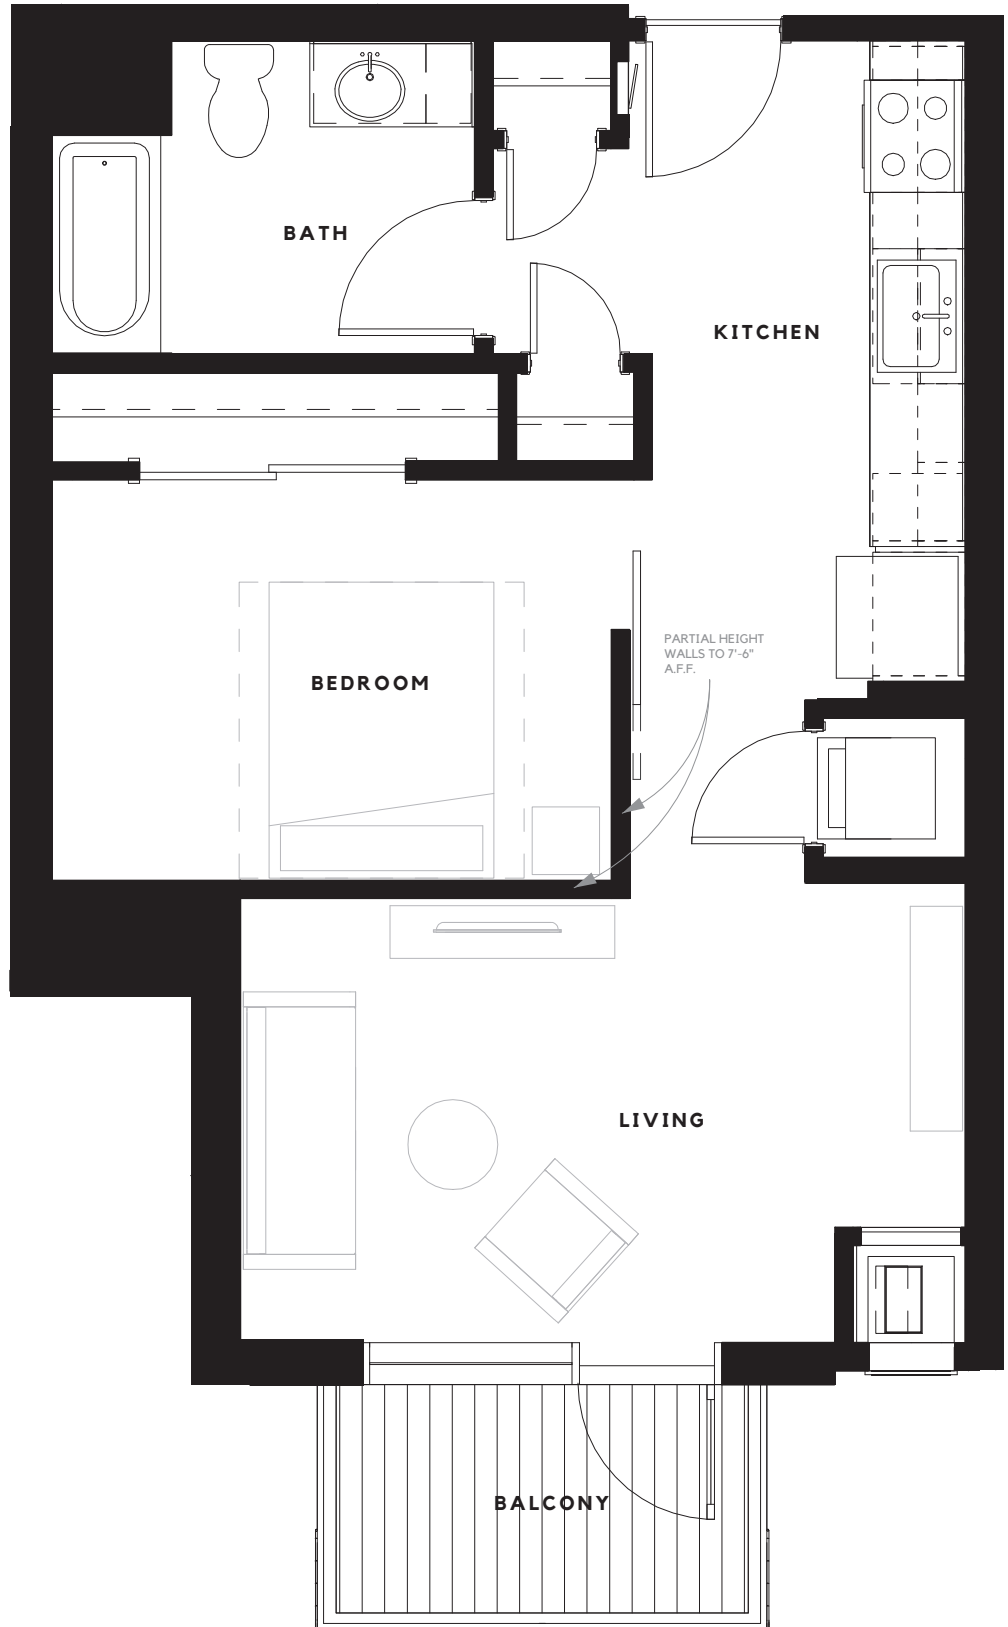 BATH
KITCHEN
PARTIAL HEIGHT
WALLS TO 7'-6"
A.F.F.
BEDROOM
LIVING
BALCONY